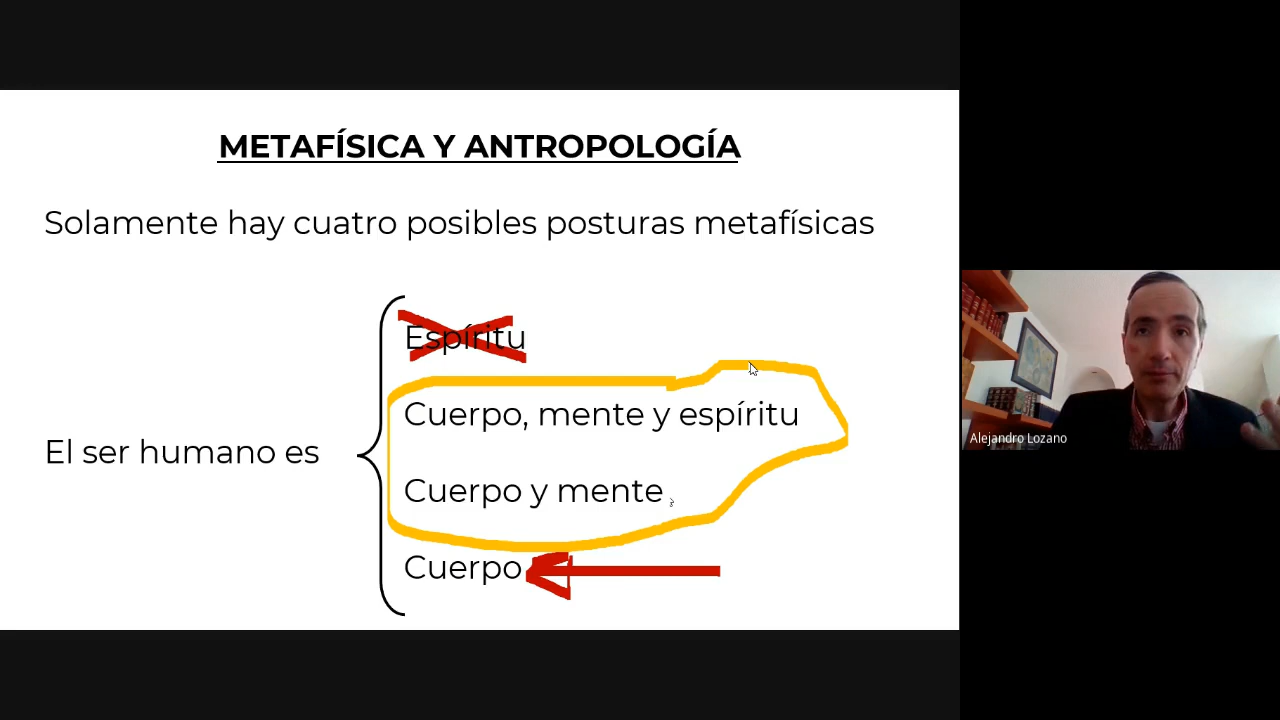 METAFÍSICA Y ANTROPOLOGÍA
Solamente hay cuatro posibles posturas metafísicas
El ser humano es
Espíritu
Cuerpo, mente y espíritu
Cuerpo y mente
Cuerpo
Alejandro Lozano